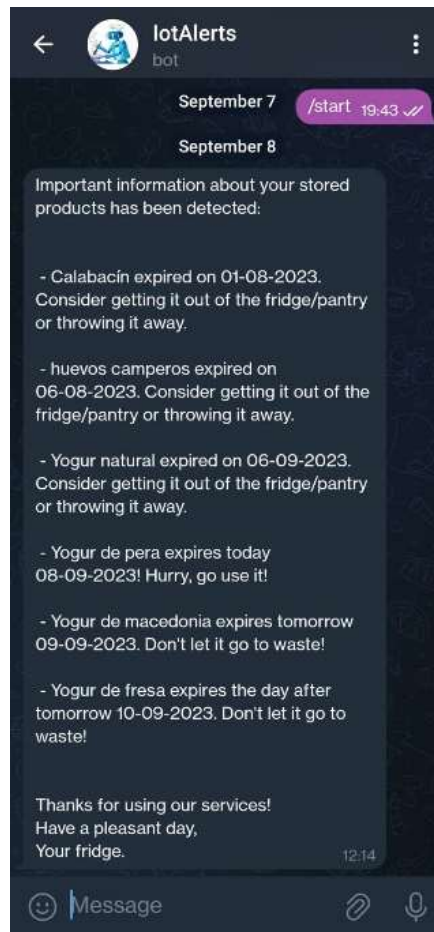 IotAlerts
bot
September 7
/start 19:43
September 8
Important information about your stored
products has been detected:
- Calabacín expired on 01-08-2023.
Consider getting it out of the fridge/pantry
or throwing it away.
- huevos camperos expired on
06-08-2023. Consider getting it out of the
fridge/pantry or throwing it away.
- Yogur natural expired on 06-09-2023.
Consider getting it out of the fridge/pantry
or throwing it away.
- Yogur de pera expires today
08-09-2023! Hurry, go use it!
- Yogur de macedonia expires tomorrow
09-09-2023. Don't let it go to waste!
- Yogur de fresa expires the day after
tomorrow 10-09-2023. Don't let it go to
waste!
Thanks for using our services!
Have a pleasant day,
Your fridge.
12:14
Message